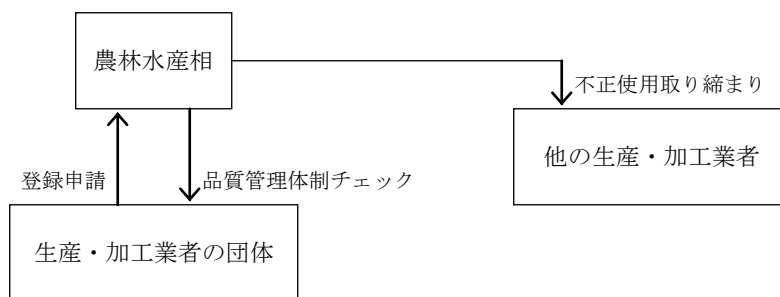 農林水産相
不正使用取り締まり
他の生産・加工業者
登録申請
品質管理体制チェック
生産・加工業者の団体